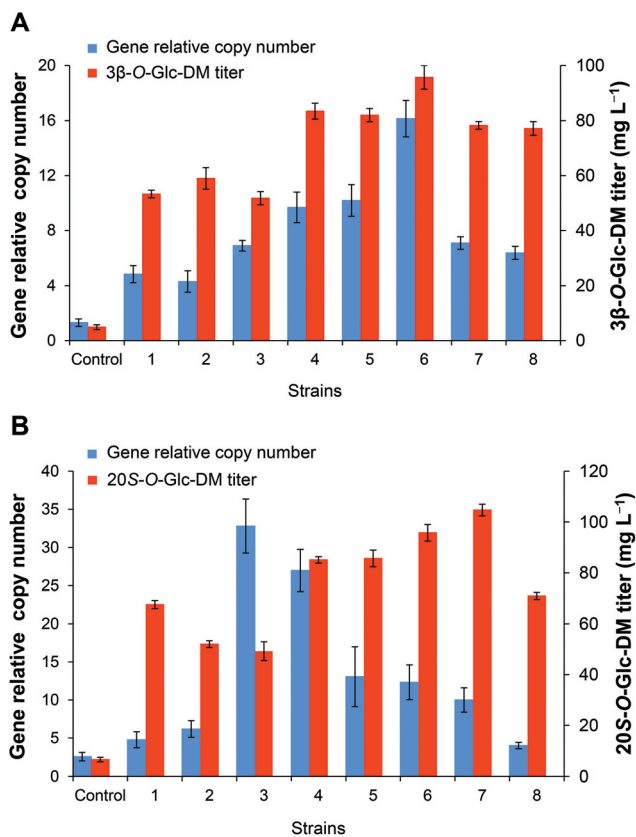 A
Gene relative copy number
3β-O-Glc-DM titer
Gene relative copy number
20
16
12
8
4
0
3β-O-Glc-DM titer (mg L⁻¹)
100
80
60
40
20
0
Control 1 2 3 4 5 6 7 8
Strains
B
Gene relative copy number
20S-O-Glc-DM titer
Gene relative copy number
40
35
30
25
20
15
10
5
0
20S-O-Glc-DM titer (mg L⁻¹)
120
100
80
60
40
20
0
Control 1 2 3 4 5 6 7 8
Strains